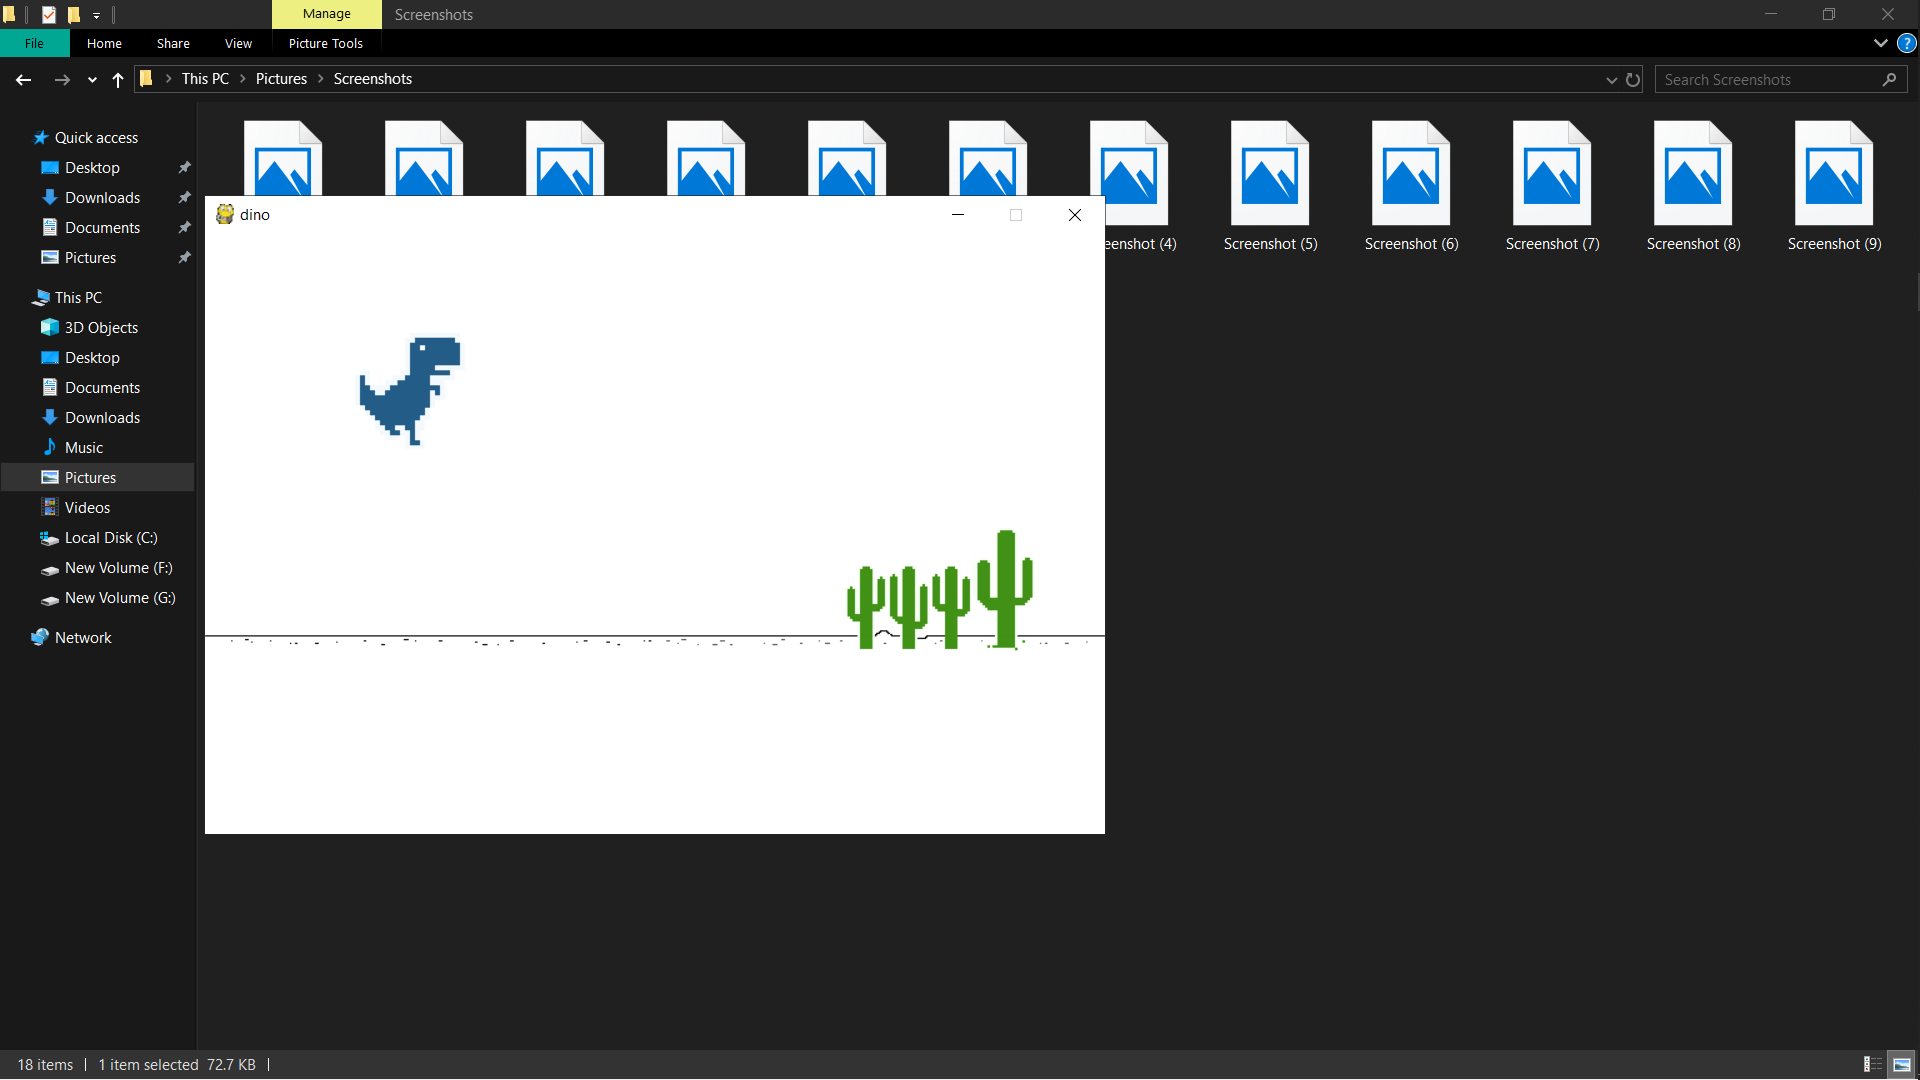 Manage
Screenshots
File
Home
Share
View
Picture Tools
?
This PC
Pictures
Screenshots
Search Screenshots
Quick access
Desktop
Downloads
Documents
Pictures
This PC
3D Objects
Desktop
Documents
Downloads
Music
Pictures
Videos
Local Disk (C:)
New Volume (F:)
New Volume (G:)
Network
dino
eenshot (4)
Screenshot (5)
Screenshot (6)
Screenshot (7)
Screenshot (8)
Screenshot (9)
18 items
1 item selected 72.7 KB